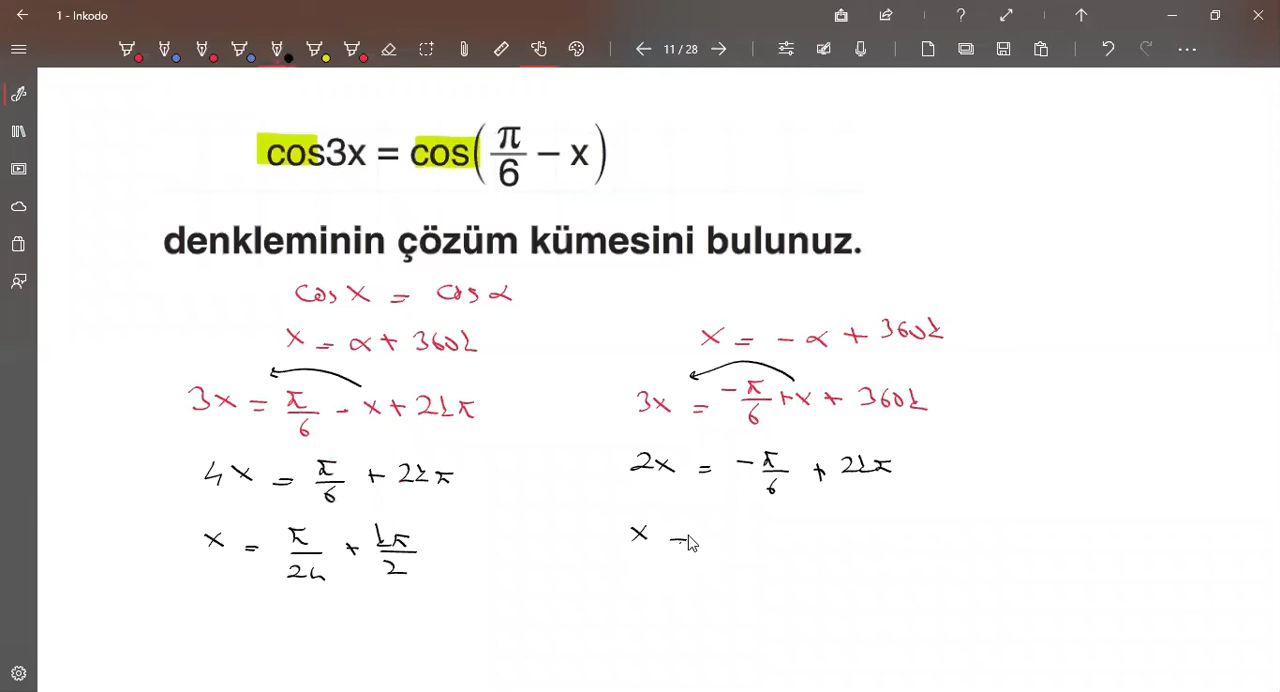 1 - Inkodo
11 / 28
cos3x = cos(π/6 − x)
denkleminin çözüm kümesini bulunuz.
cos x = cos α
x = α + 360k
x = - α + 360k
3x = π/6 - x + 2kπ
3x = -π/6 + x + 360k
4x = π/6 + 2kπ
2x = -π/6 + 2kπ
x = π/24 + kπ/2
x =